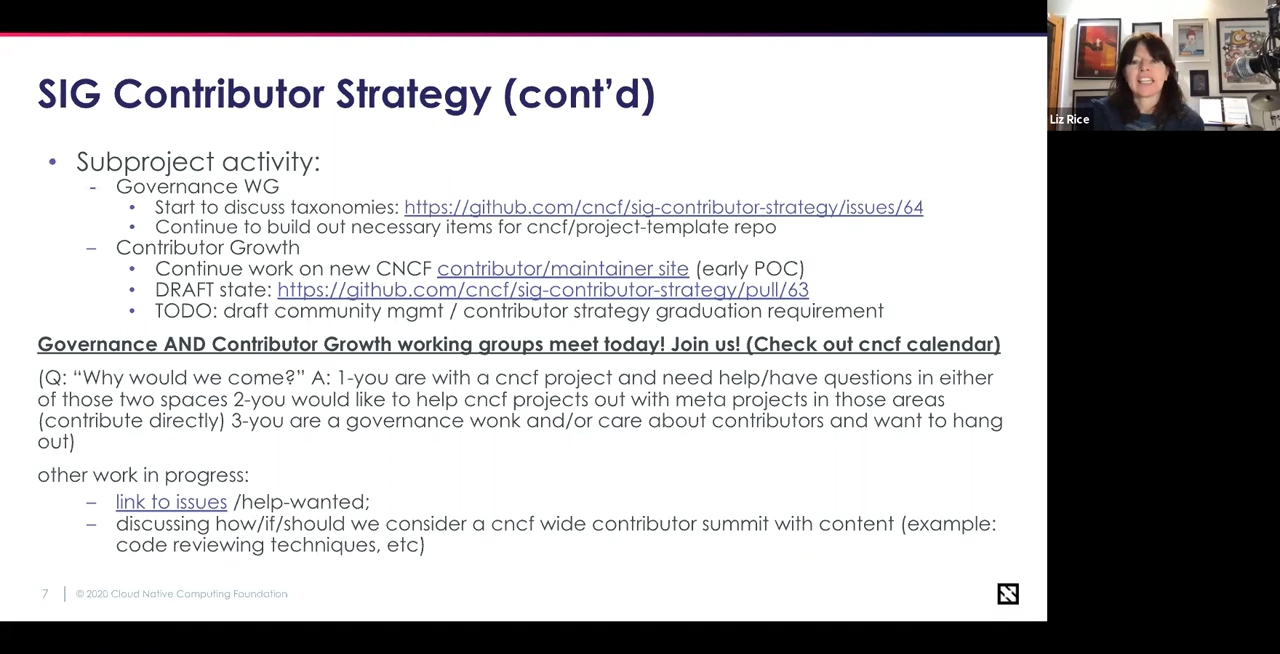 SIG Contributor Strategy (cont’d)
Liz Rice
• Subproject activity:
- Governance WG
• Start to discuss taxonomies: https://github.com/cncf/sig-contributor-strategy/issues/64
• Continue to build out necessary items for cncf/project-template repo
– Contributor Growth
• Continue work on new CNCF contributor/maintainer site (early POC)
• DRAFT state: https://github.com/cncf/sig-contributor-strategy/pull/63
• TODO: draft community mgmt / contributor strategy graduation requirement
Governance AND Contributor Growth working groups meet today! Join us! (Check out cncf calendar)
(Q: “Why would we come?” A: 1-you are with a cncf project and need help/have questions in either
of those two spaces 2-you would like to help cncf projects out with meta projects in those areas
(contribute directly) 3-you are a governance wonk and/or care about contributors and want to hang
out)
other work in progress:
– link to issues /help-wanted;
– discussing how/if/should we consider a cncf wide contributor summit with content (example:
code reviewing techniques, etc)
7 © 2020 Cloud Native Computing Foundation